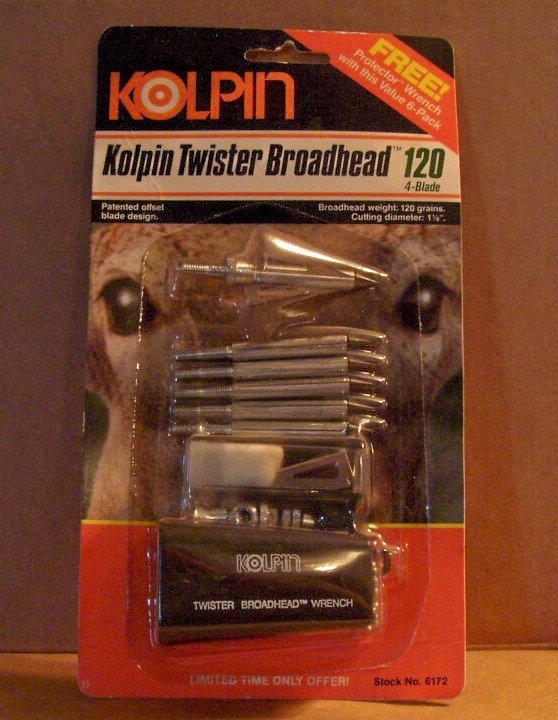 FREE!
Protector™ Wrench
with this Value 6-Pack
KOLPIN
Kolpin Twister Broadhead™ 120
4-Blade
Patented offset
blade design.
Broadhead weight: 120 grains.
Cutting diameter: 1⅛".
KOLPIN
TWISTER BROADHEAD™ WRENCH
LIMITED TIME ONLY OFFER!
Stock No. 6172